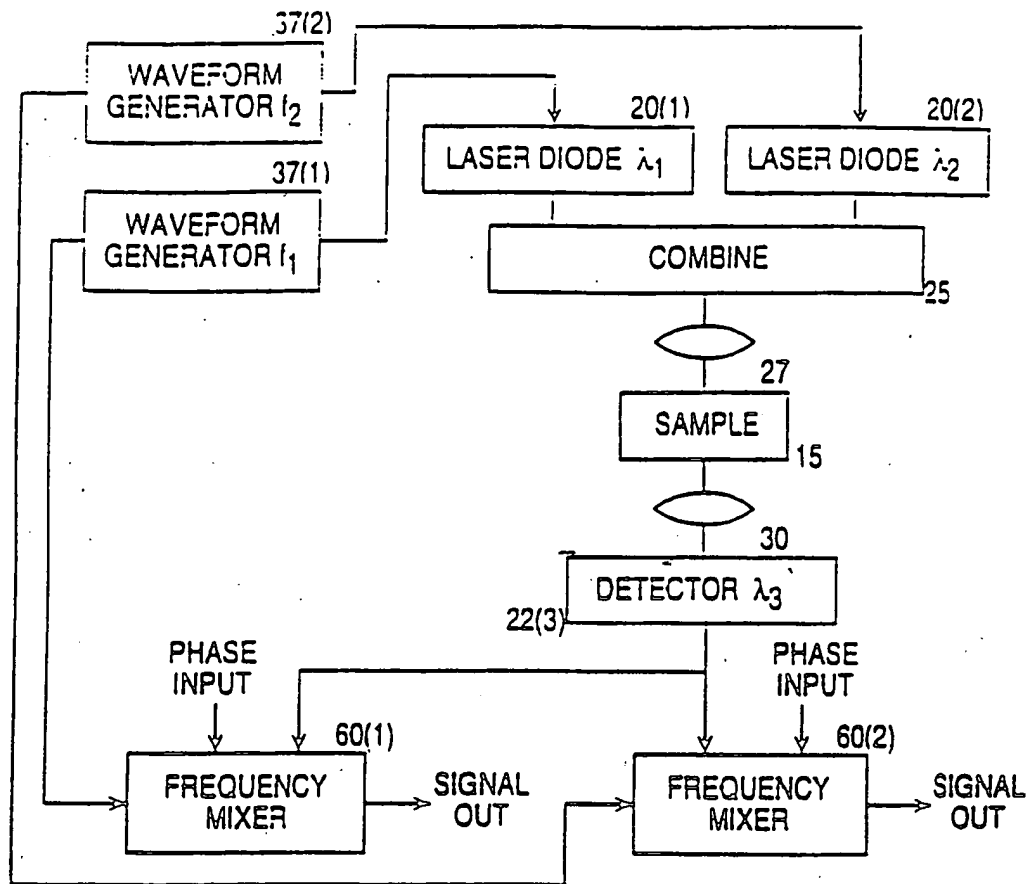 37(2)
WAVEFORM
GENERATOR f2
37(1)
WAVEFORM
GENERATOR f1
20(1)
LASER DIODE λ1
20(2)
LASER DIODE λ2
COMBINE
25
27
SAMPLE
15
30
DETECTOR λ3
22(3)
PHASE
INPUT
PHASE
INPUT
60(1)
FREQUENCY
MIXER
SIGNAL
OUT
60(2)
FREQUENCY
MIXER
SIGNAL
OUT